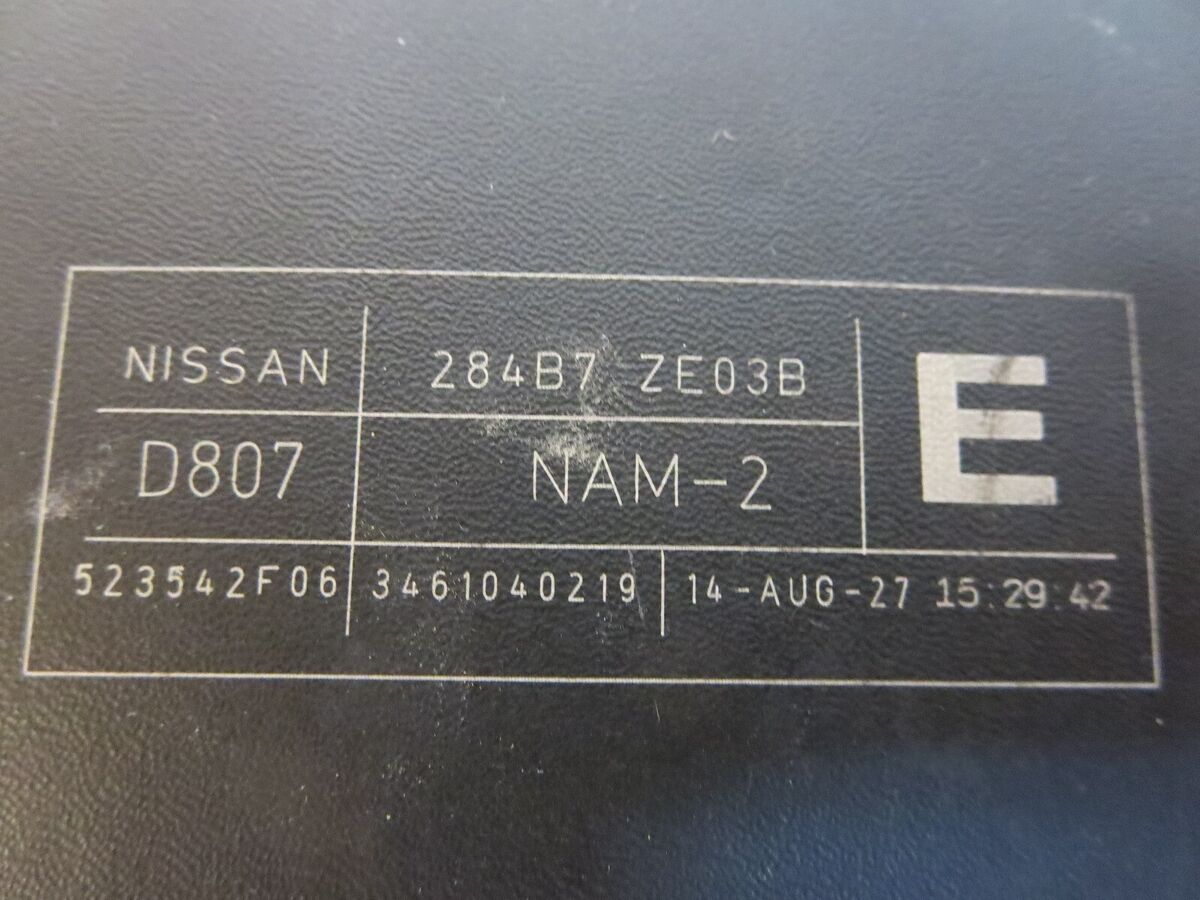 NISSAN 284B7 ZE03B E
D807 NAM-2
523542F06 3461040219 14-AUG-27 15:29:42